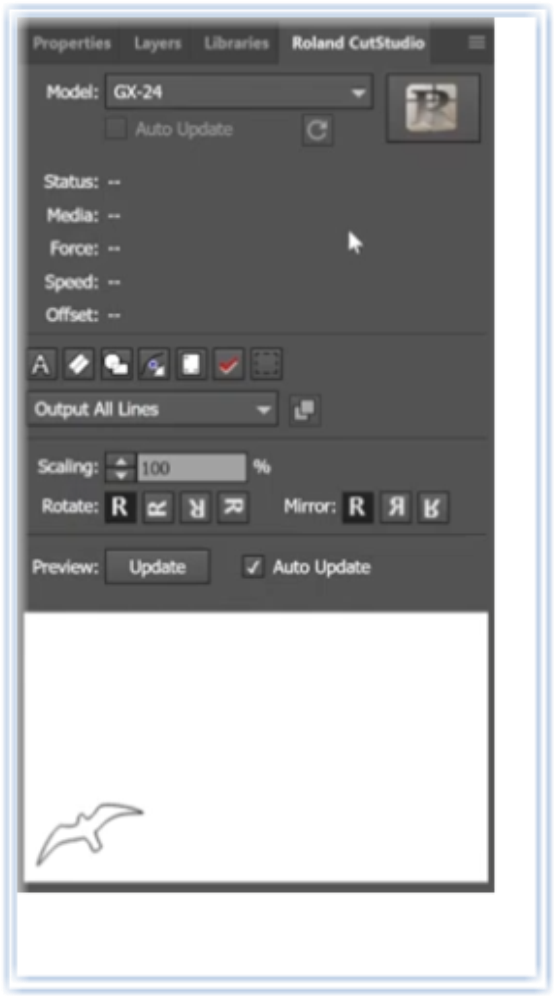 Properties Layers Libraries Roland CutStudio
Model: GX-24
Auto Update
Status: --
Media: --
Force: --
Speed: --
Offset: --
Output All Lines
Scaling: 100 %
Rotate: R R R R Mirror: R R R
Preview: Update Auto Update